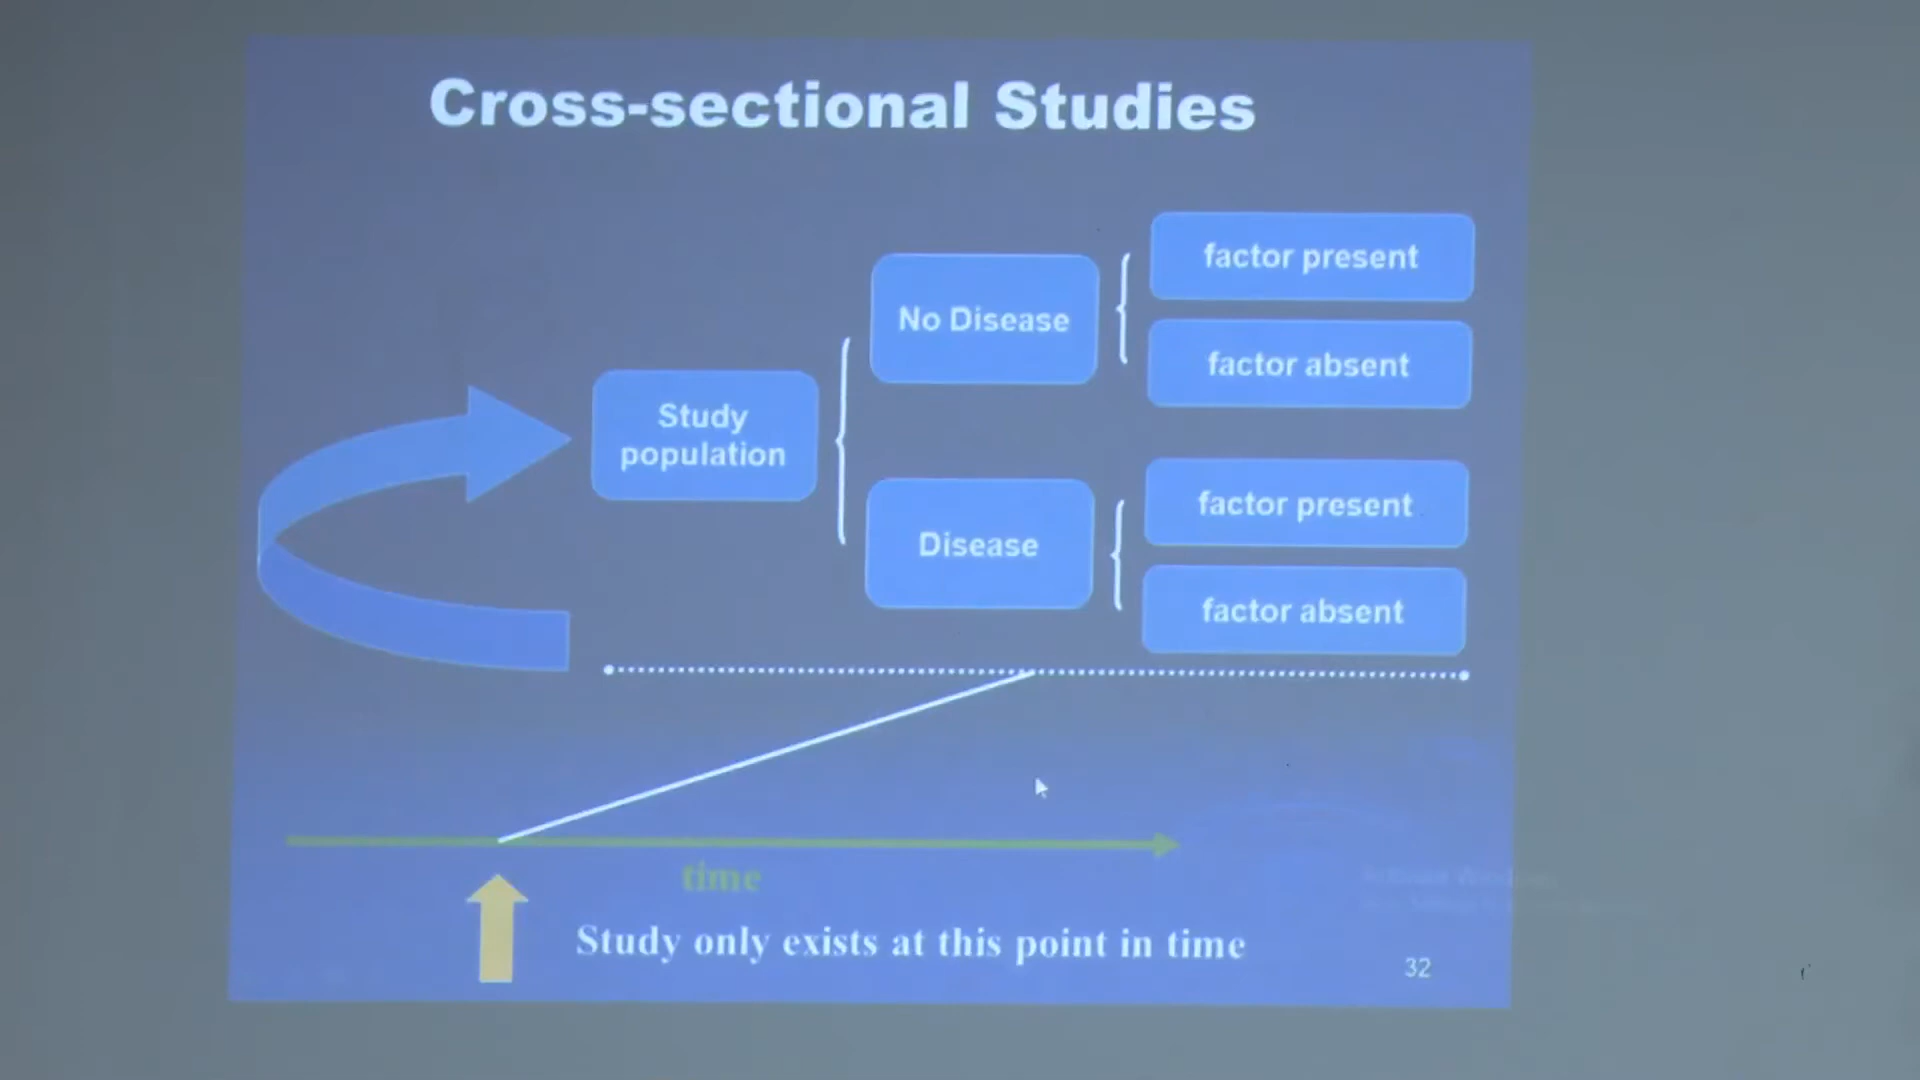 Cross-sectional Studies
factor present
No Disease
factor absent
Study
population
factor present
Disease
factor absent
time
Study only exists at this point in time
32